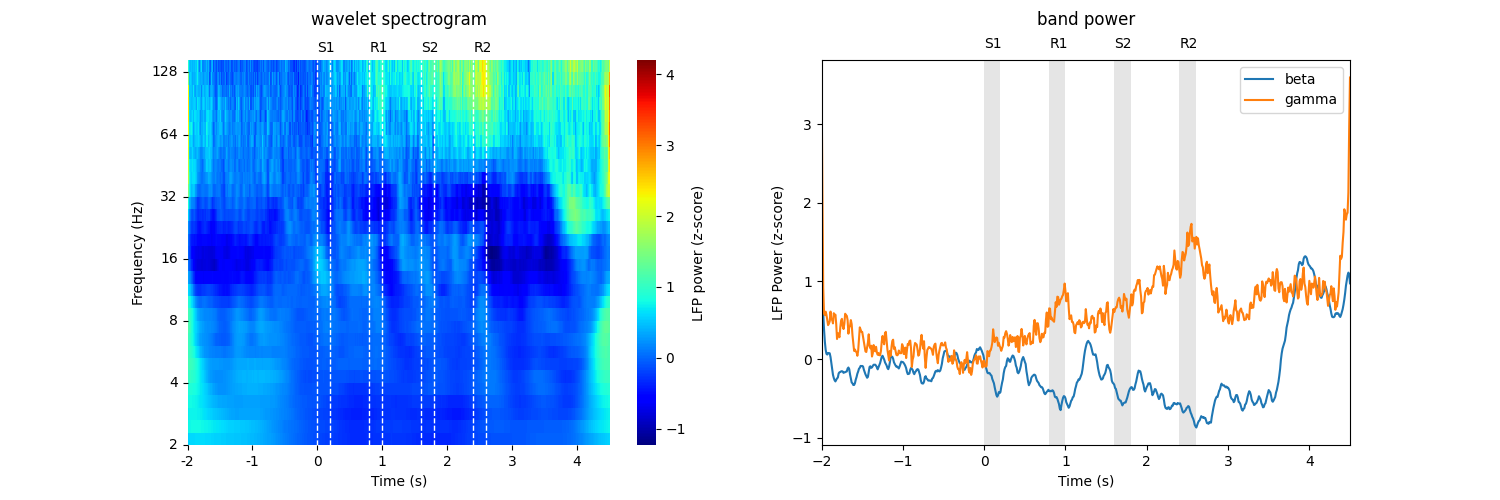 wavelet spectrogram
S1 R1 S2 R2
128
64
32
16
8
4
2
Frequency (Hz)
-2 -1 0 1 2 3 4
Time (s)
4
3
2
1
0
−1
LFP power (z-score)
band power
S1 R1 S2 R2
beta
gamma
3
2
1
0
−1
LFP Power (z-score)
−2 −1 0 1 2 3 4
Time (s)